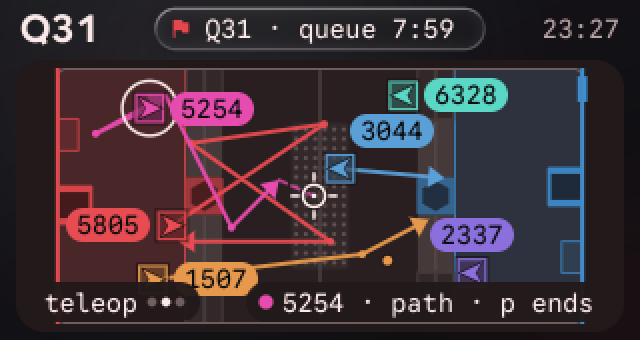 Q31
Q31 · queue 7:59
23:27
5254
6328
3044
5805
2337
1507
teleop
5254 · path · p ends